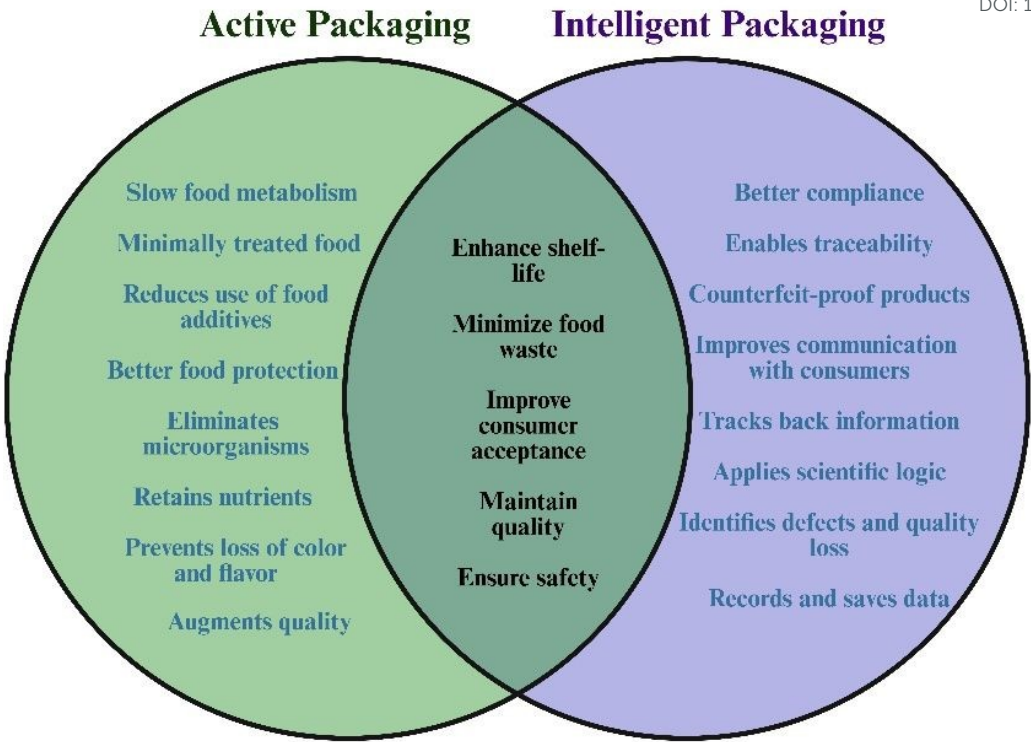 DOI: 1
Active Packaging
Intelligent Packaging
Slow food metabolism
Minimally treated food
Reduces use of food
additives
Better food protection
Eliminates
microorganisms
Retains nutrients
Prevents loss of color
and flavor
Augments quality
Enhance shelf-
life
Minimize food
waste
Improve
consumer
acceptance
Maintain
quality
Ensure safety
Better compliance
Enables traceability
Counterfeit-proof products
Improves communication
with consumers
Tracks back information
Applies scientific logic
Identifies defects and quality
loss
Records and saves data